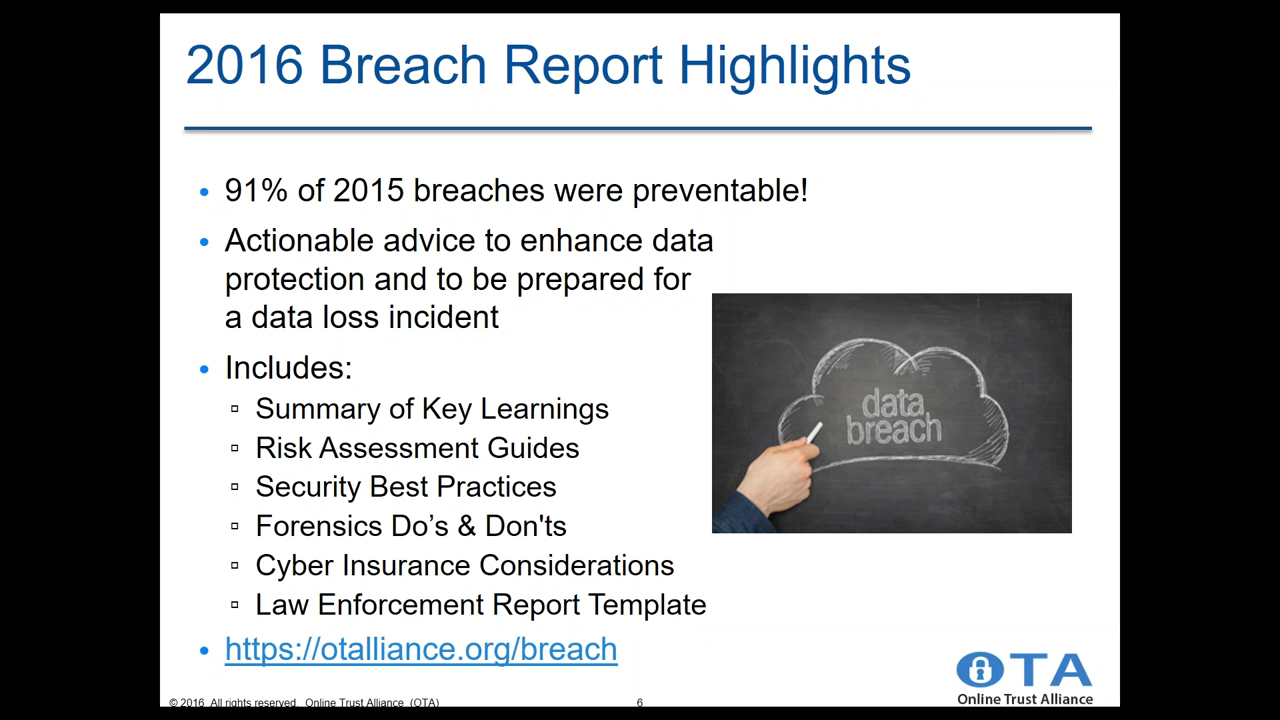 2016 Breach Report Highlights
• 91% of 2015 breaches were preventable!
• Actionable advice to enhance data
protection and to be prepared for
a data loss incident
• Includes:
▫ Summary of Key Learnings
▫ Risk Assessment Guides
▫ Security Best Practices
▫ Forensics Do’s & Don'ts
▫ Cyber Insurance Considerations
▫ Law Enforcement Report Template
• https://otalliance.org/breach
data
breach
© 2016 All rights reserved. Online Trust Alliance (OTA)
6
OTA
Online Trust Alliance